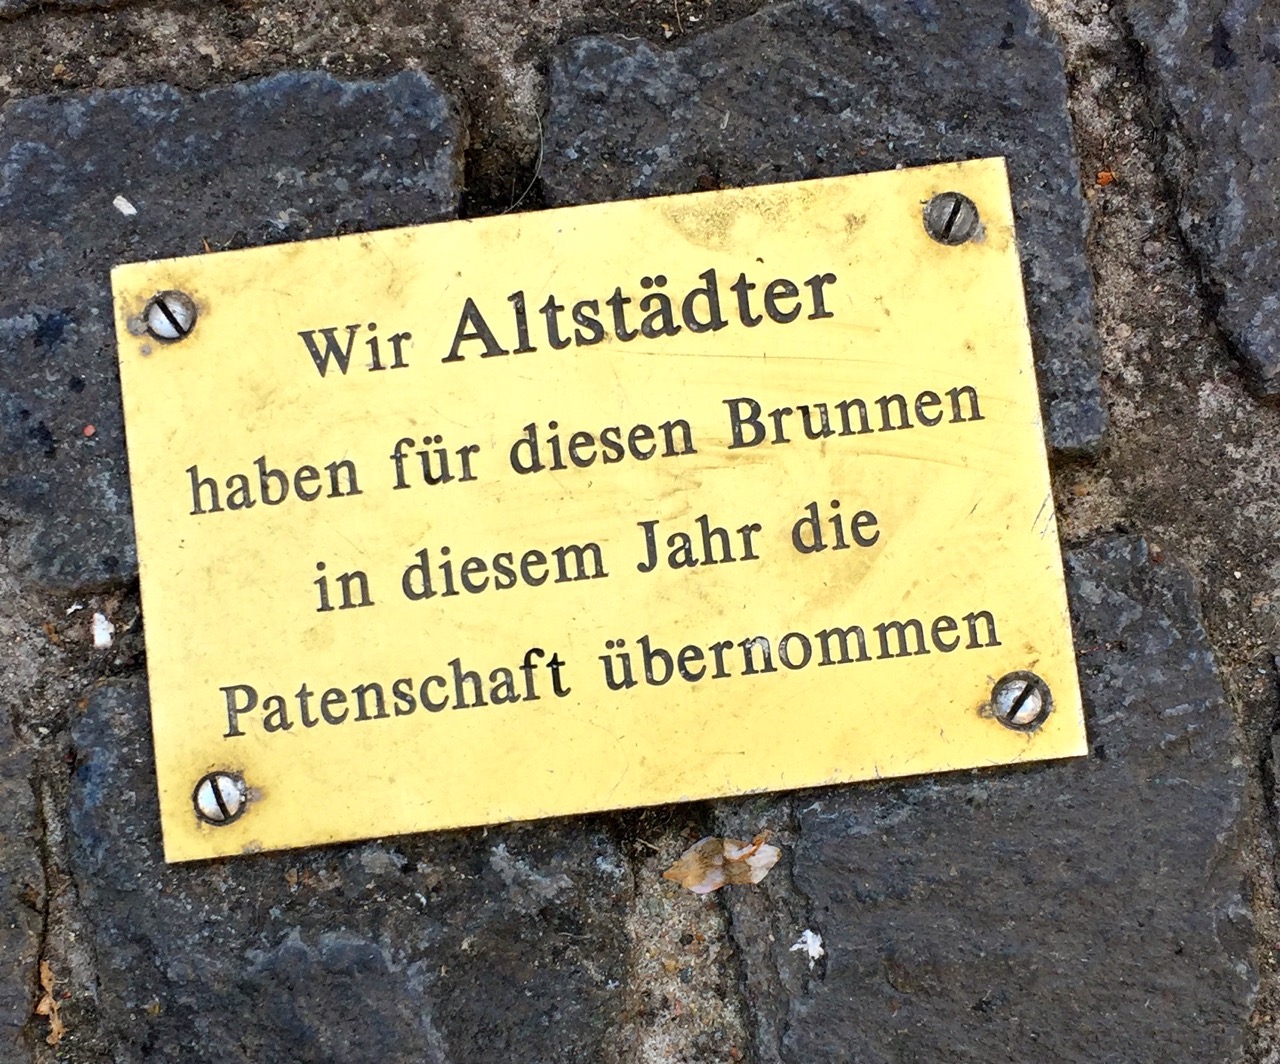 Wir Altstädter
haben für diesen Brunnen
in diesem Jahr die
Patenschaft übernommen